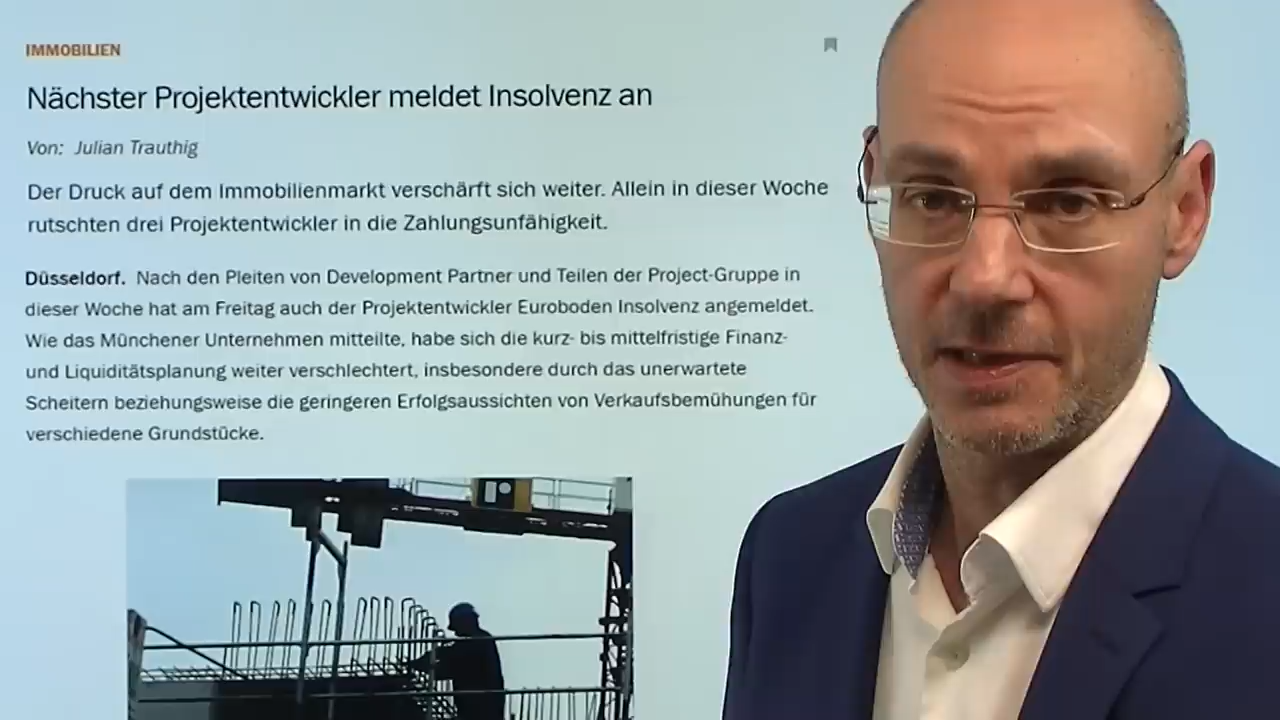 IMMOBILIEN
Nächster Projektentwickler meldet Insolvenz an
Von: Julian Trauthig
Der Druck auf dem Immobilienmarkt verschärft sich weiter. Allein in dieser Woche
rutschten drei Projektentwickler in die Zahlungsunfähigkeit.
Düsseldorf. Nach den Pleiten von Development Partner und Teilen der Project-Gruppe in
dieser Woche hat am Freitag auch der Projektentwickler Euroboden Insolvenz angemeldet.
Wie das Münchener Unternehmen mitteilte, habe sich die kurz- bis mittelfristige Finanz-
und Liquiditätsplanung weiter verschlechtert, insbesondere durch das unerwartete
Scheitern beziehungsweise die geringeren Erfolgsaussichten von Verkaufsbemühungen für
verschiedene Grundstücke.